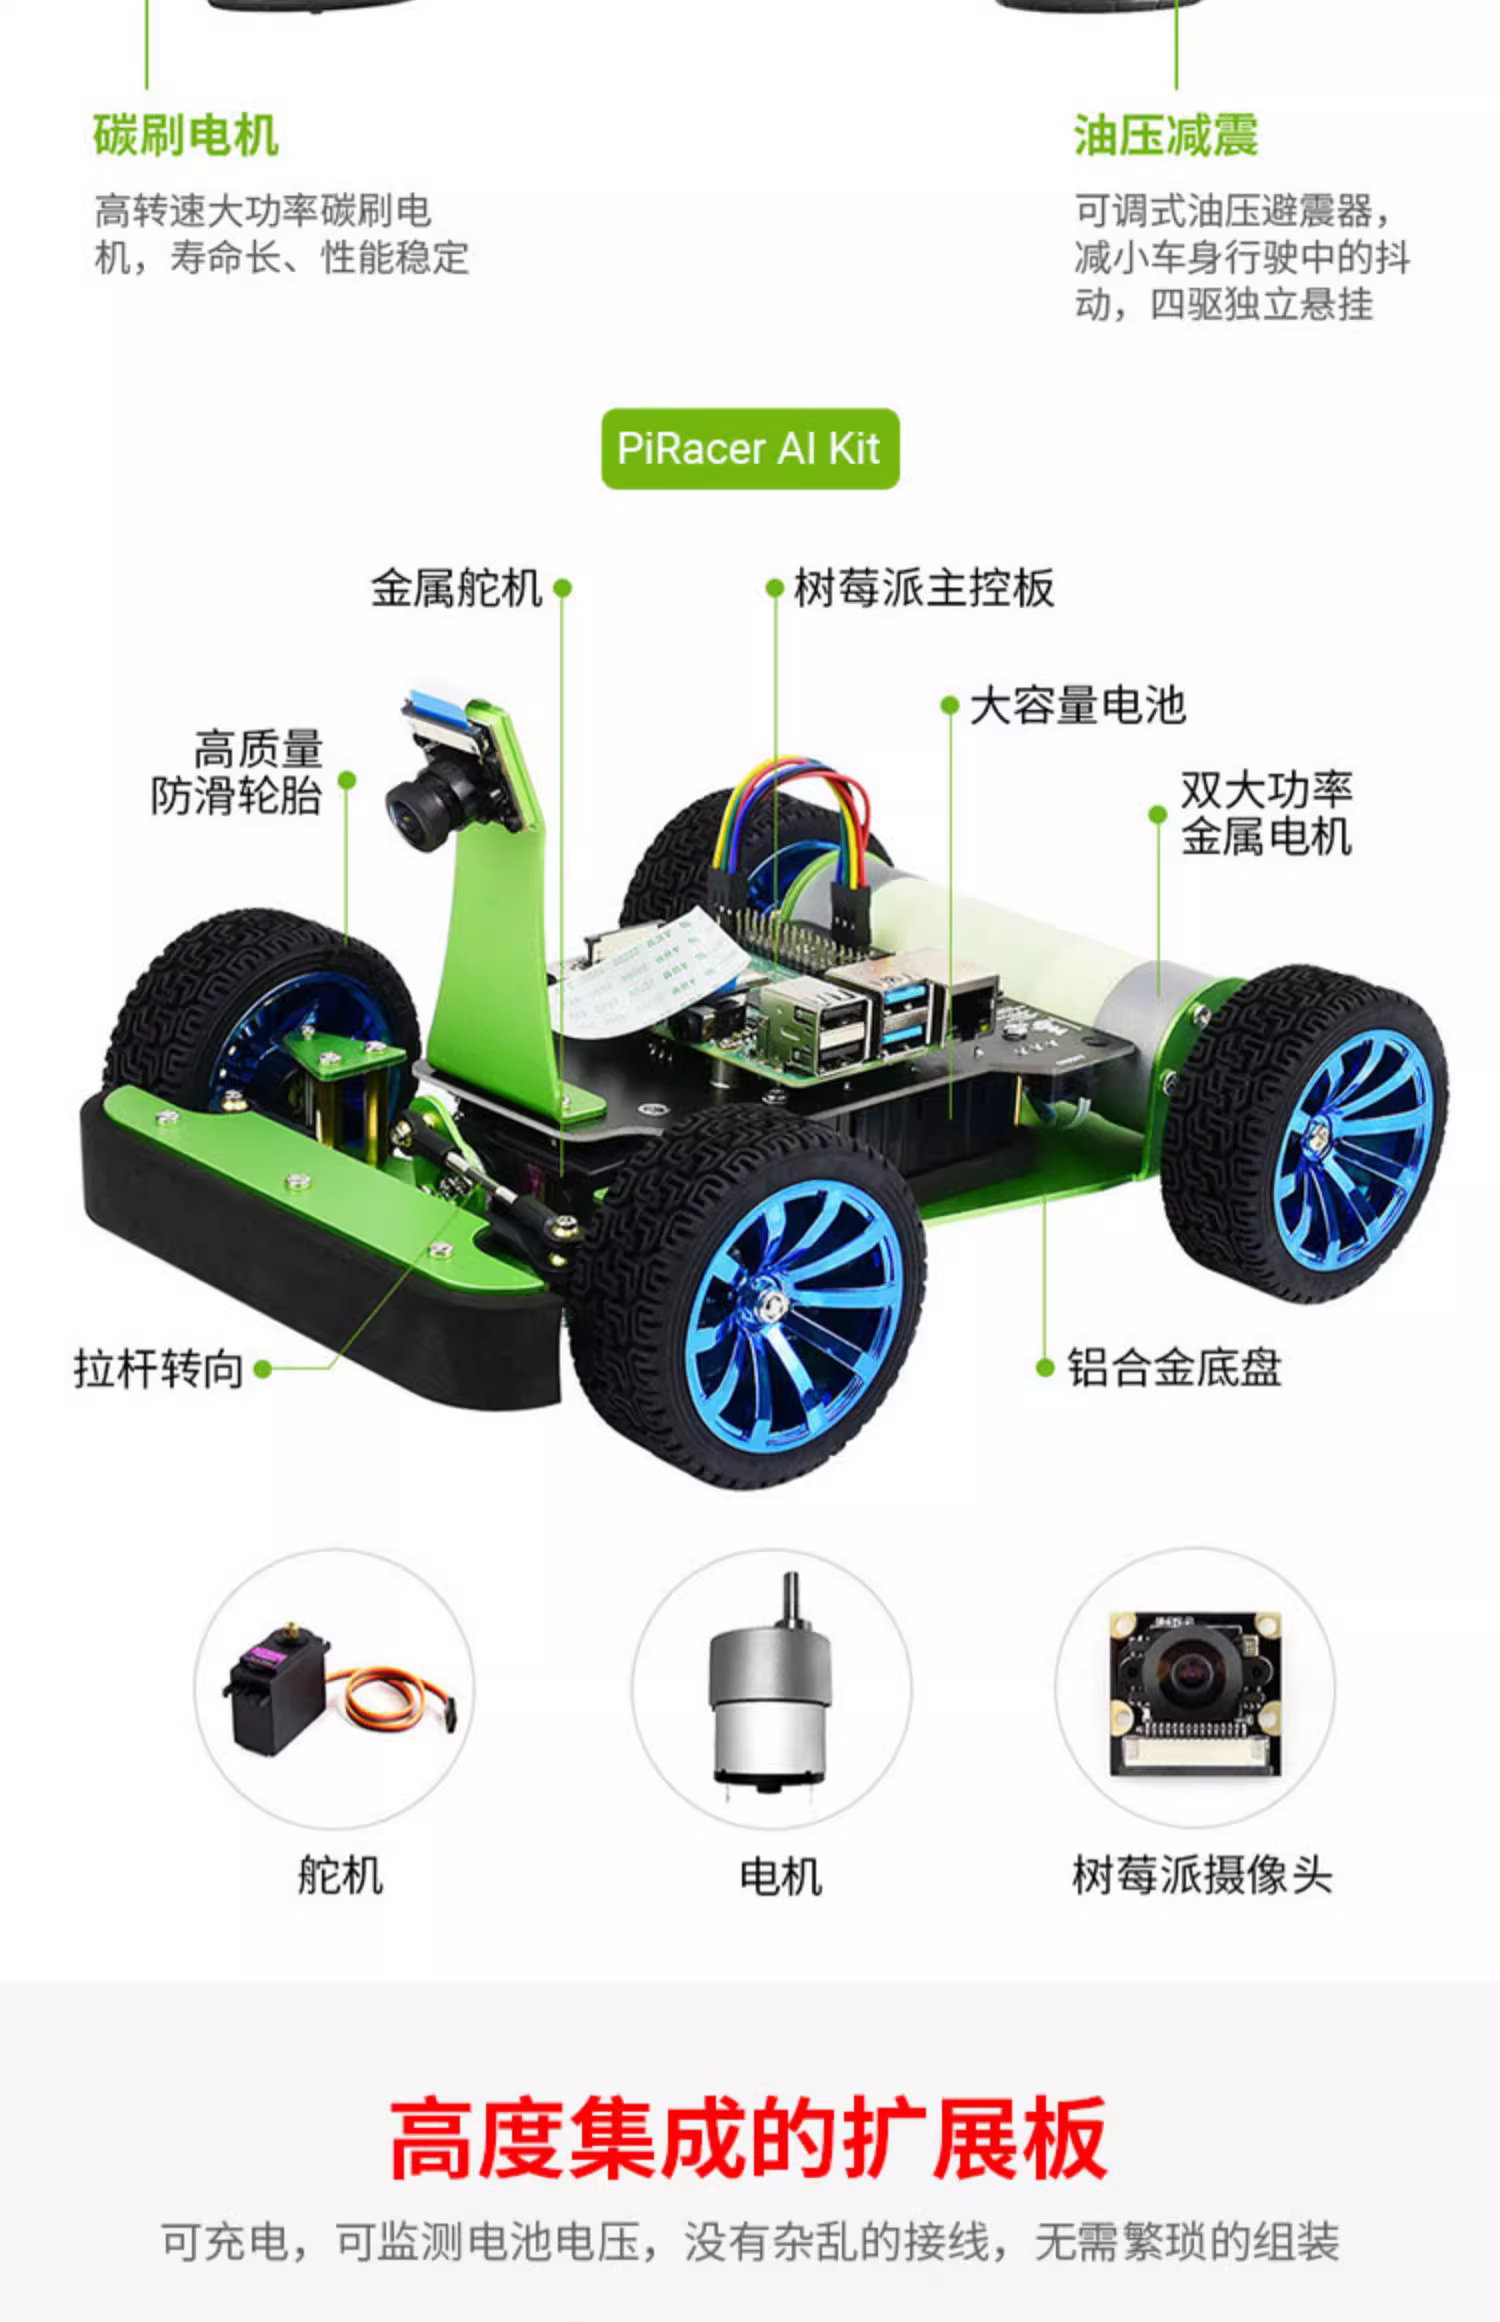 碳刷电机
高转速大功率碳刷电
机，寿命长、性能稳定
油压减震
可调式油压避震器，
减小车身行驶中的抖
动，四驱独立悬挂
PiRacer AI Kit
金属舵机
树莓派主控板
大容量电池
高质量
防滑轮胎
双大功率
金属电机
拉杆转向
铝合金底盘
舵机
电机
树莓派摄像头
高度集成的扩展板
可充电，可监测电池电压，没有杂乱的接线，无需繁琐的组装